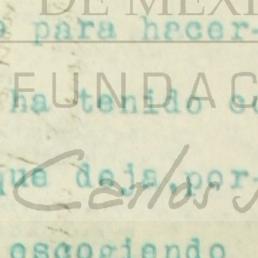 DE MEXI
para hacer-
FUNDAC
ha tenido
Carlos
que deja, por-
escogiendo